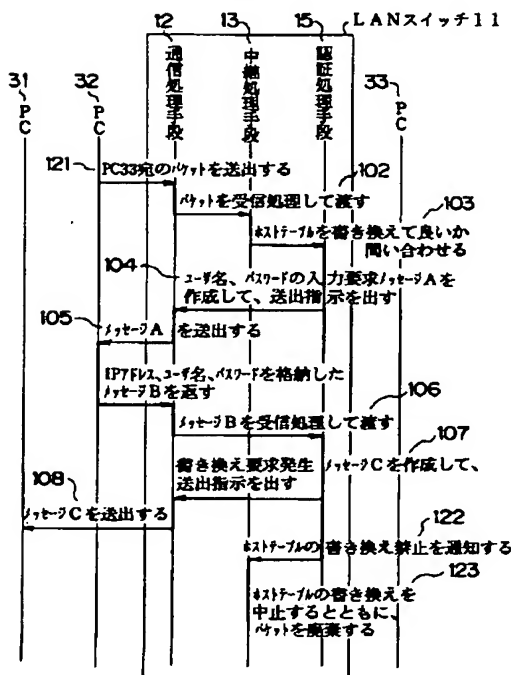 LANスイッチ11
12
13
15
31
PC
32
PC
通信処理手段
中継処理手段
認証処理手段
33
PC
121
PC33宛のパケットを送出する
102
パケットを受信処理して渡す
103
ホストテーブルを書き換えて良いか
問い合わせる
104
ユーザ名、パスワードの入力要求メッセージAを
作成して、送出指示を出す
105
メッセージAを送出する
IPアドレス、ユーザ名、パスワードを格納した
メッセージBを返す
106
メッセージBを受信処理して渡す
107
書き換え要求発生
メッセージCを作成して、
送出指示を出す
108
メッセージCを送出する
122
ホストテーブルの書き換え禁止を通知する
123
ホストテーブルの書き換えを
中止するとともに、
パケットを廃棄する